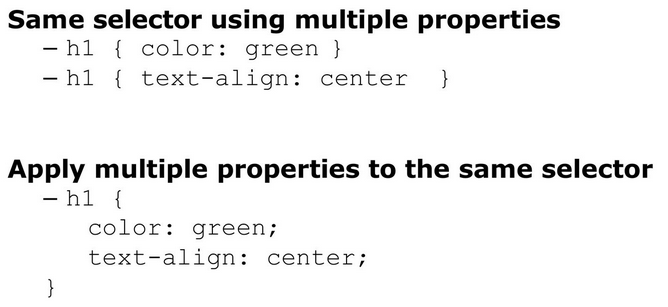 Same selector using multiple properties
– h1 { color: green }
– h1 { text-align: center  }
Apply multiple properties to the same selector
– h1 {
color: green;
text-align: center;
}